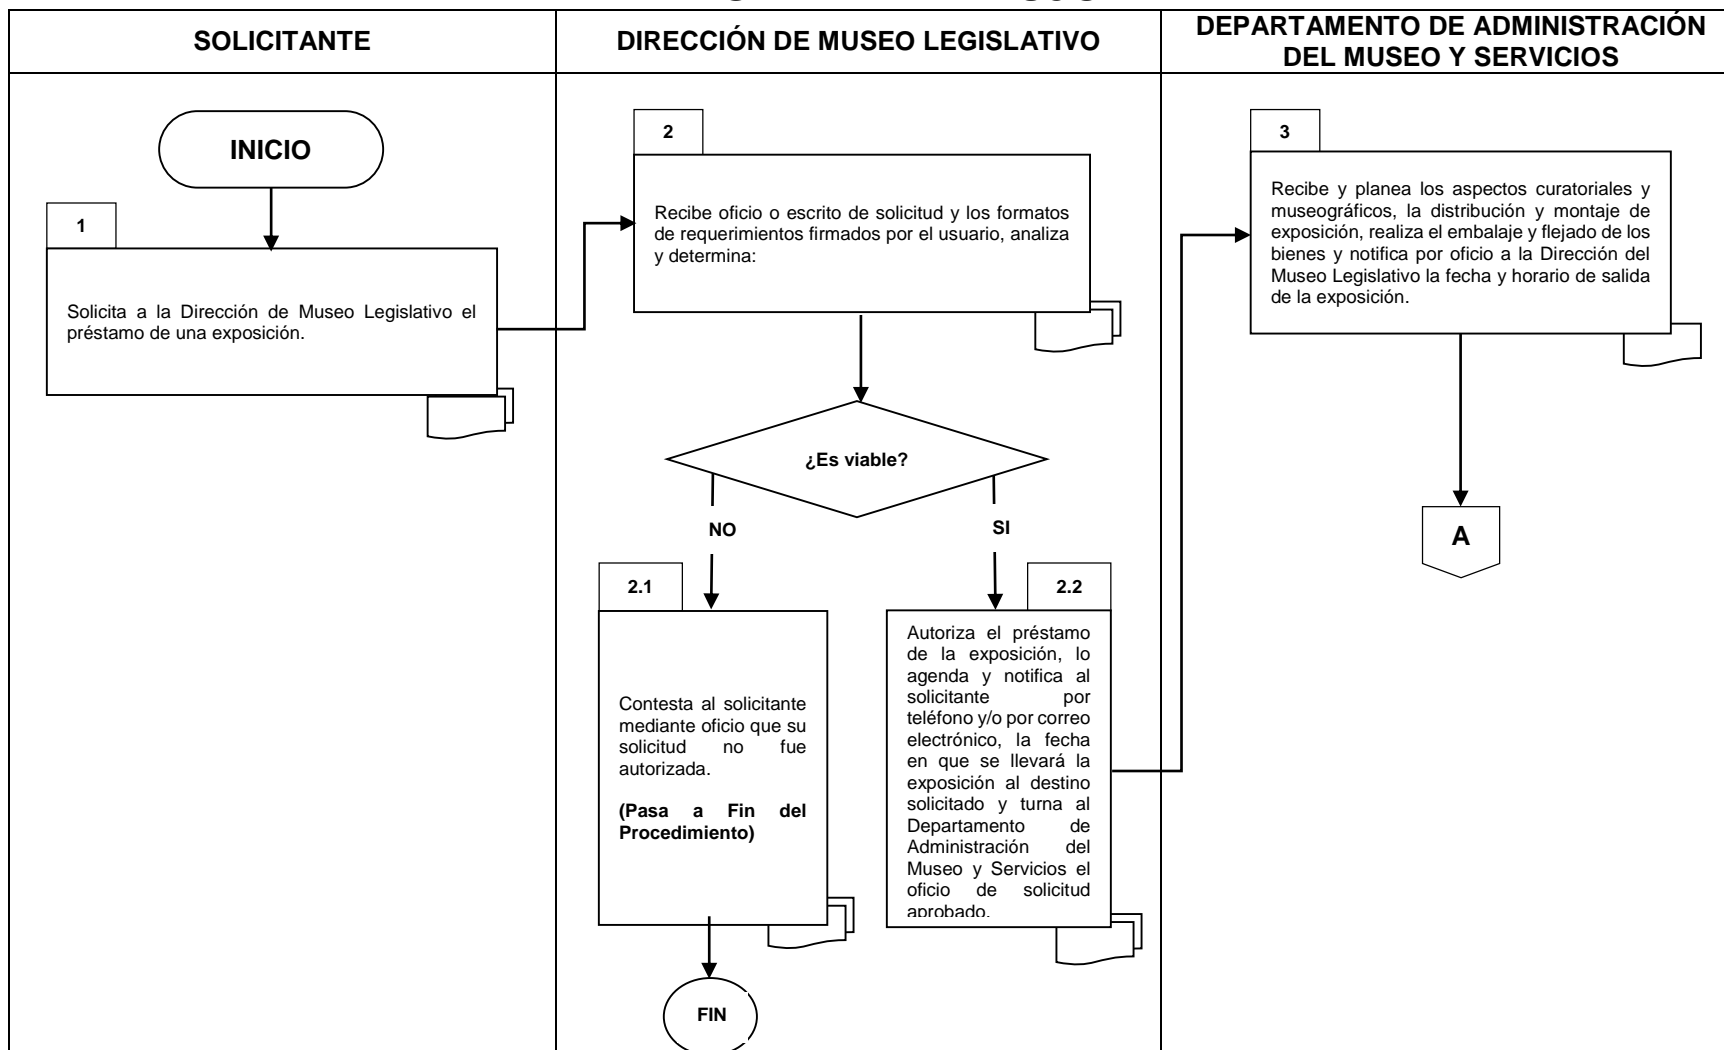 SOLICITANTE
DIRECCIÓN DE MUSEO LEGISLATIVO
DEPARTAMENTO DE ADMINISTRACIÓN
DEL MUSEO Y SERVICIOS
INICIO
1
Solicita a la Dirección de Museo Legislativo el
préstamo de una exposición.
2
Recibe oficio o escrito de solicitud y los formatos
de requerimientos firmados por el usuario, analiza
y determina:
¿Es viable?
NO
SI
2.1
Contesta al solicitante
mediante oficio que su
solicitud no fue
autorizada.
(Pasa a Fin del
Procedimiento)
FIN
2.2
Autoriza el préstamo
de la exposición, lo
agenda y notifica al
solicitante por
teléfono y/o por correo
electrónico, la fecha
en que se llevará la
exposición al destino
solicitado y turna al
Departamento de
Administración del
Museo y Servicios el
oficio de solicitud
aprobado.
3
Recibe y planea los aspectos curatoriales y
museográficos, la distribución y montaje de
exposición, realiza el embalaje y flejado de los
bienes y notifica por oficio a la Dirección del
Museo Legislativo la fecha y horario de salida
de la exposición.
A